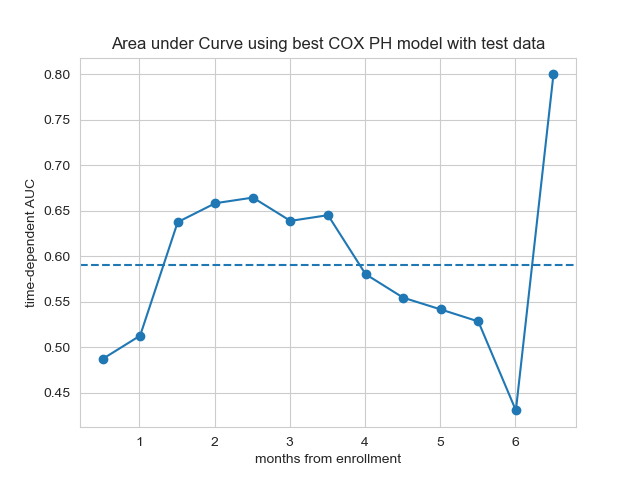 Area under Curve using best COX PH model with test data
0.80
0.75
0.70
0.65
0.60
0.55
0.50
0.45
time-dependent AUC
1 2 3 4 5 6
months from enrollment